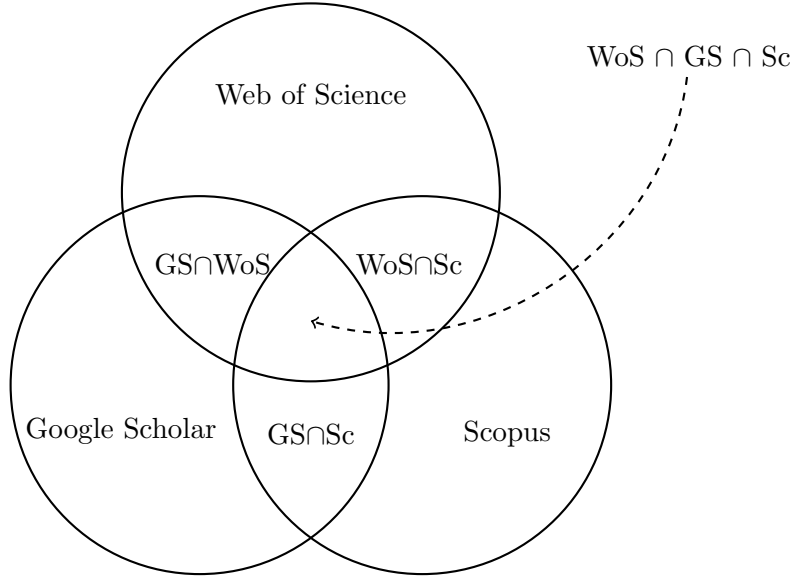 WoS ∩ GS ∩ Sc
Web of Science
GS∩WoS
WoS∩Sc
Google Scholar
GS∩Sc
Scopus